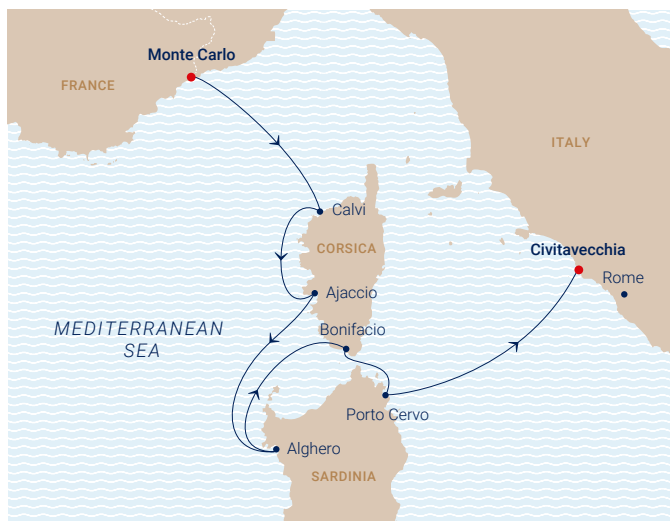 Monte Carlo
FRANCE
ITALY
Calvi
CORSICA
Civitavecchia
Rome
Ajaccio
MEDITERRANEAN
SEA
Bonifacio
Porto Cervo
Alghero
SARDINIA